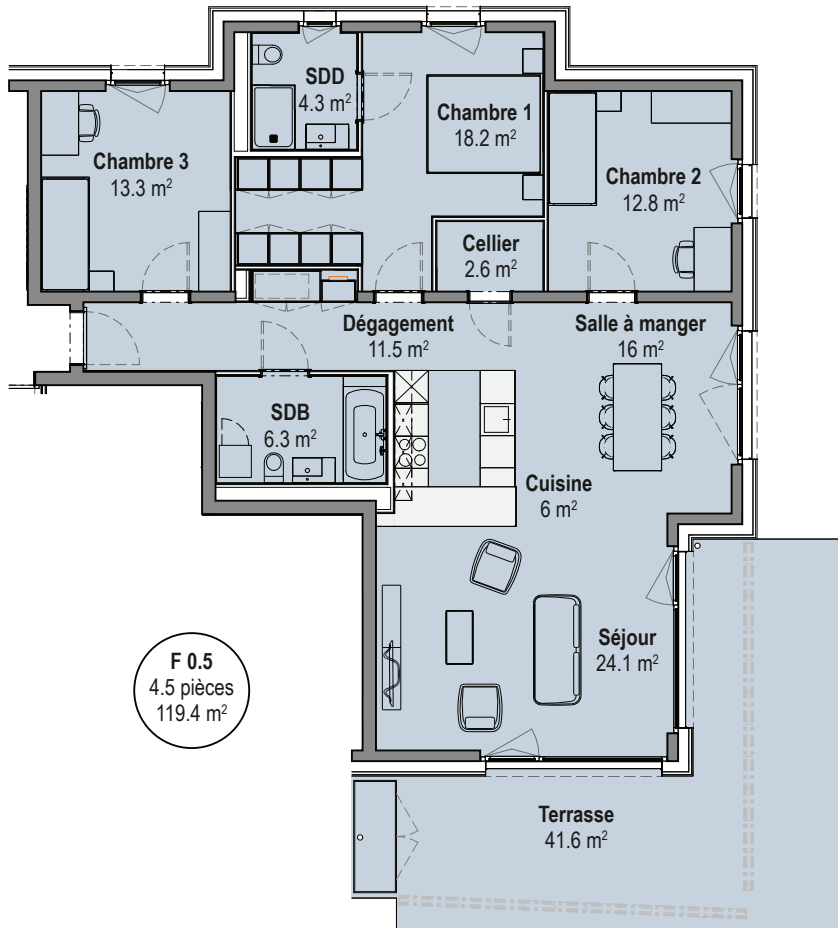 SDD
4.3 m²
Chambre 1
18.2 m²
Chambre 3
13.3 m²
Chambre 2
12.8 m²
Cellier
2.6 m²
Dégagement
11.5 m²
Salle à manger
16 m²
SDB
6.3 m²
Cuisine
6 m²
Séjour
24.1 m²
F 0.5
4.5 pièces
119.4 m²
Terrasse
41.6 m²